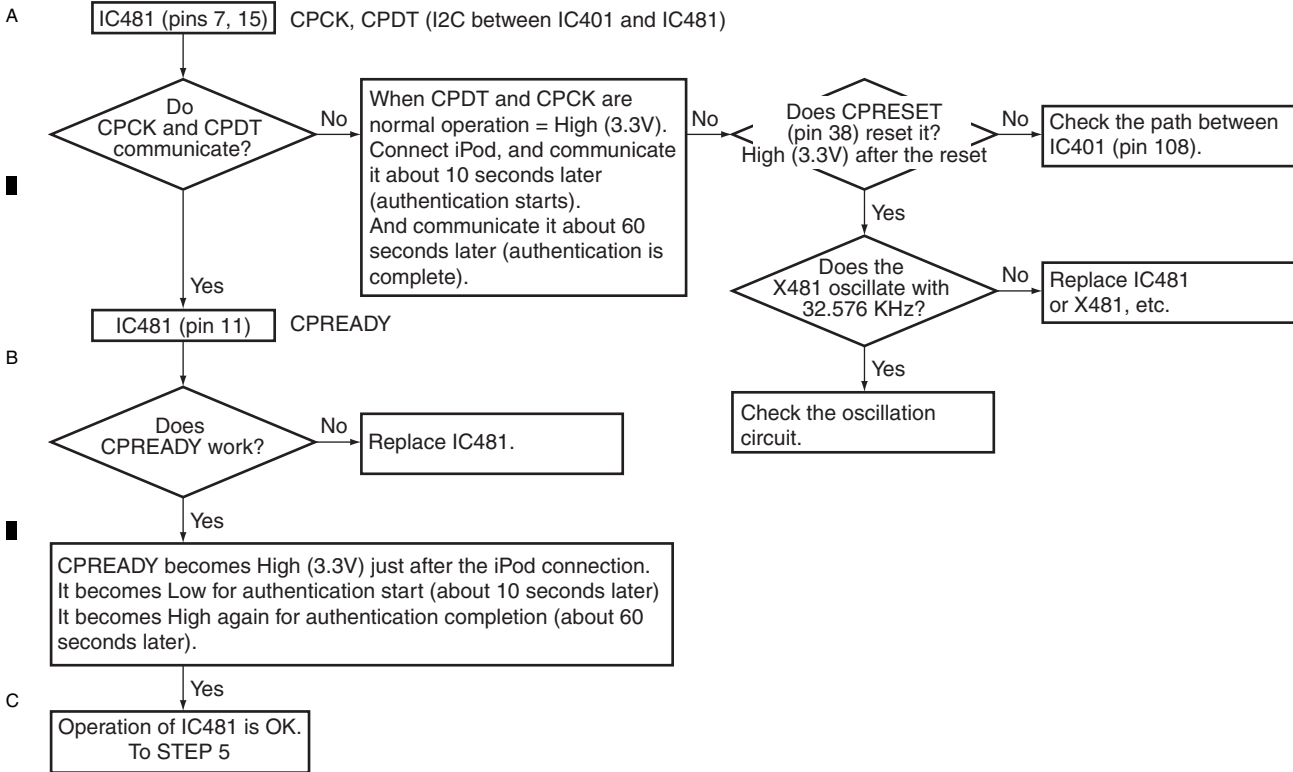 A
IC481 (pins 7, 15)
CPCK, CPDT (I2C between IC401 and IC481)
Do
CPCK and CPDT
communicate?
No
When CPDT and CPCK are
normal operation = High (3.3V).
Connect iPod, and communicate
it about 10 seconds later
(authentication starts).
And communicate it about 60
seconds later (authentication is
complete).
No
Does CPRESET
(pin 38) reset it?
High (3.3V) after the reset
No
Check the path between
IC401 (pin 108).
Yes
Does the
X481 oscillate with
32.576 KHz?
No
Replace IC481
or X481, etc.
Yes
Check the oscillation
circuit.
Yes
IC481 (pin 11)
CPREADY
B
Does
CPREADY work?
No
Replace IC481.
Yes
CPREADY becomes High (3.3V) just after the iPod connection.
It becomes Low for authentication start (about 10 seconds later)
It becomes High again for authentication completion (about 60
seconds later).
Yes
C
Operation of IC481 is OK.
To STEP 5